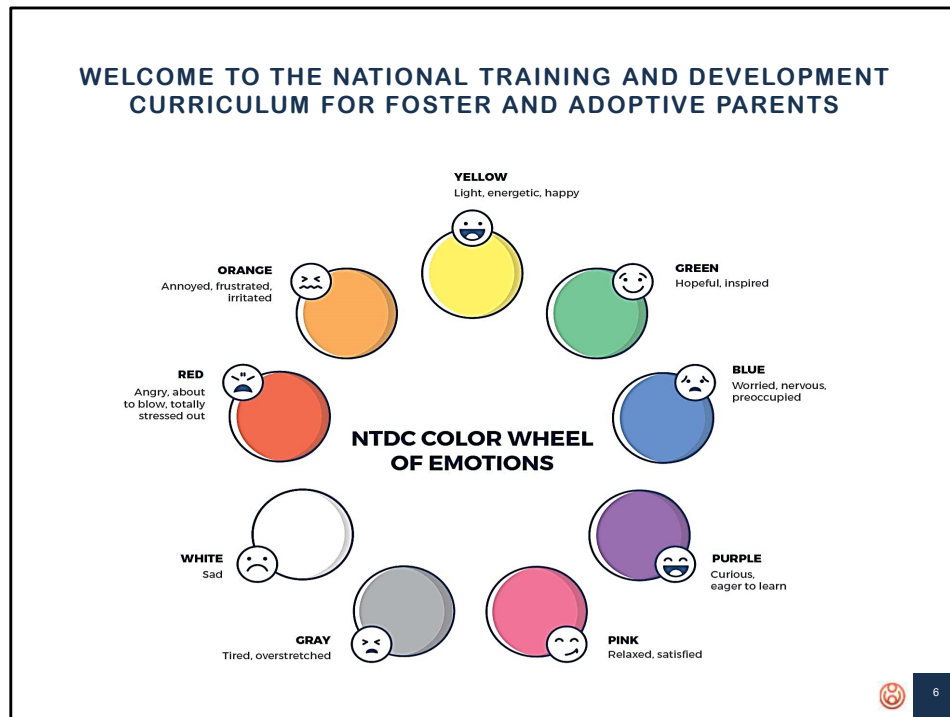 WELCOME TO THE NATIONAL TRAINING AND DEVELOPMENT
CURRICULUM FOR FOSTER AND ADOPTIVE PARENTS
YELLOW
Light, energetic, happy
ORANGE
Annoyed, frustrated,
irritated
GREEN
Hopeful, inspired
RED
Angry, about
to blow, totally
stressed out
BLUE
Worried, nervous,
preoccupied
NTDC COLOR WHEEL
OF EMOTIONS
WHITE
Sad
PURPLE
Curious,
eager to learn
GRAY
Tired, overstretched
PINK
Relaxed, satisfied
6